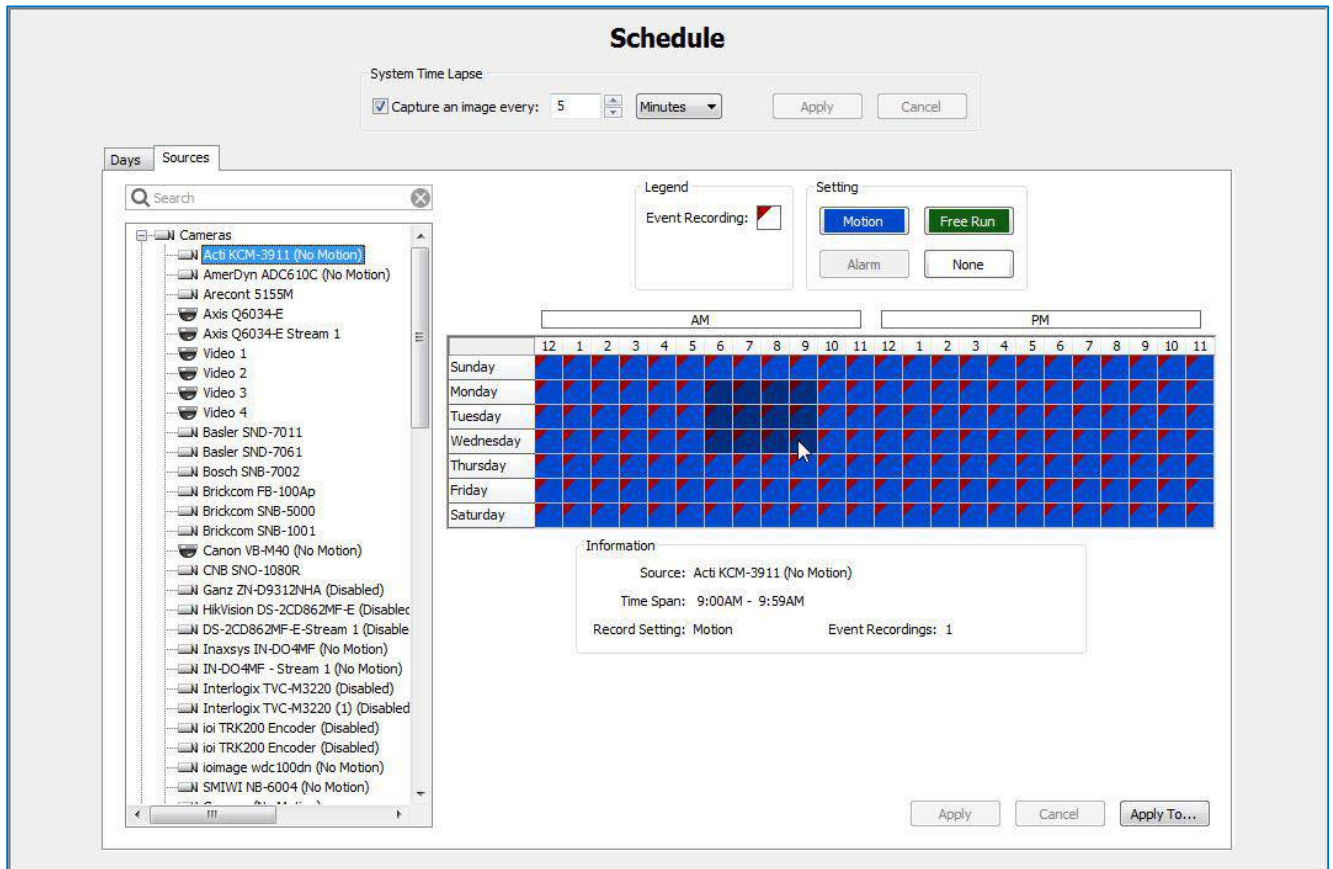 Schedule
System Time Lapse
Capture an image every: 5 Minutes Apply Cancel
Days Sources
Search
Cameras
Acti KCM-3911 (No Motion)
AmerDyn ADC610C (No Motion)
Arecont 5155M
Axis Q6034-E
Axis Q6034-E Stream 1
Video 1
Video 2
Video 3
Video 4
Basler SND-7011
Basler SND-7061
Bosch SNB-7002
Brickcom FB-100Ap
Brickcom SNB-5000
Brickcom SNB-1001
Canon VB-M40 (No Motion)
CNB SNO-1080R
Ganz ZN-D9312NHA (Disabled)
HikVision DS-2CD862MF-E (Disablec
DS-2CD862MF-E-Stream 1 (Disable
Inaxsys IN-DO4MF (No Motion)
IN-DO4MF - Stream 1 (No Motion)
Interlogix TVC-M3220 (Disabled)
Interlogix TVC-M3220 (1) (Disabled
ioi TRK200 Encoder (Disabled)
ioi TRK200 Encoder (Disabled)
ioimage wdc100dn (No Motion)
SMIWI NB-6004 (No Motion)
Legend
Event Recording:
Setting
Motion Free Run
Alarm None
AM PM
12 1 2 3 4 5 6 7 8 9 10 11 12 1 2 3 4 5 6 7 8 9 10 11
Sunday
Monday
Tuesday
Wednesday
Thursday
Friday
Saturday
Information
Source: Acti KCM-3911 (No Motion)
Time Span: 9:00AM - 9:59AM
Record Setting: Motion Event Recordings: 1
Apply Cancel Apply To...